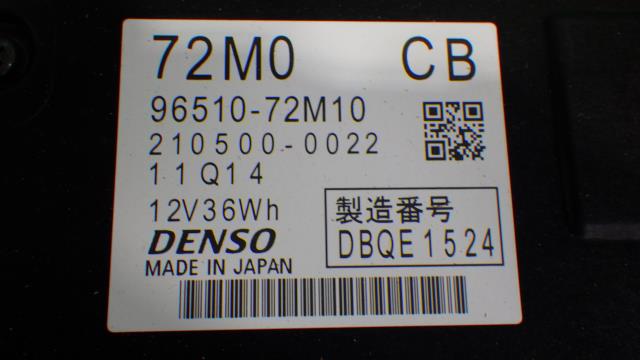 72M0 CB
96510-72M10
210500-0022
11Q14
12V36Wh
製造番号
DBQE1524
DENSO
MADE IN JAPAN